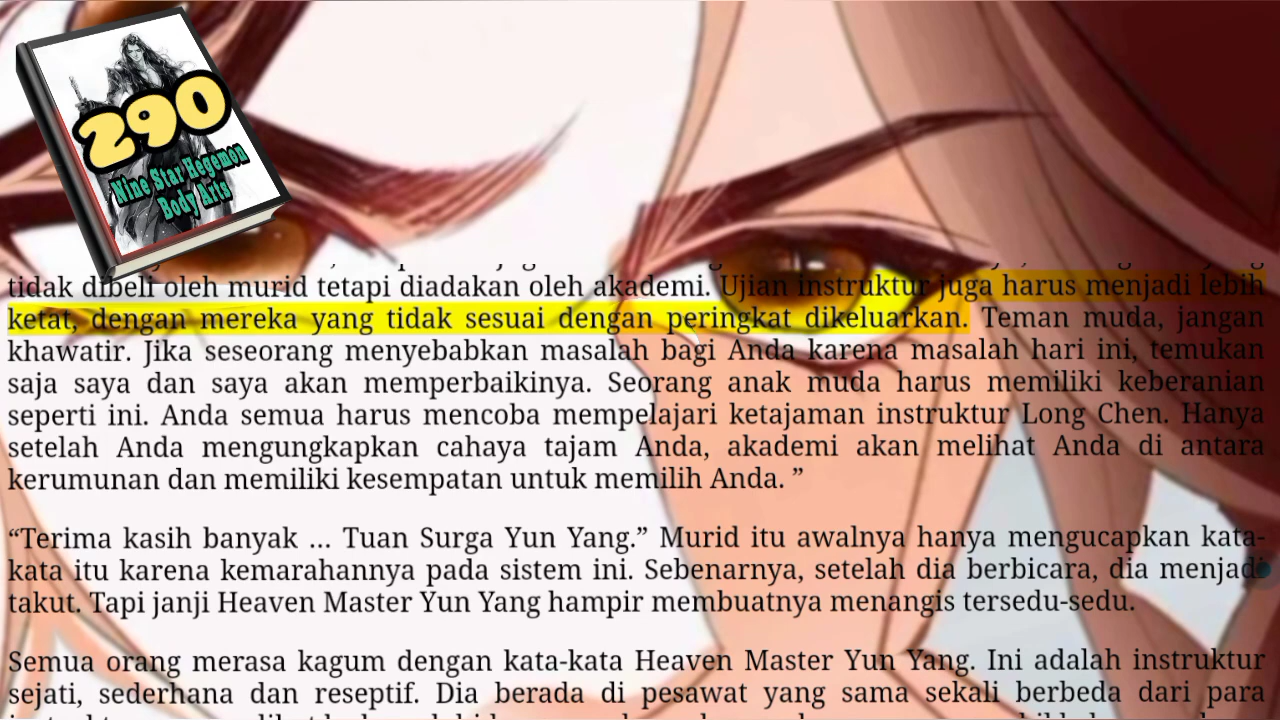 290
Nine Star Hegemon
Body Arts
tidak dibeli oleh murid tetapi diadakan oleh akademi. Ujian instruktur juga harus menjadi lebih
ketat, dengan mereka yang tidak sesuai dengan peringkat dikeluarkan. Teman muda, jangan
khawatir. Jika seseorang menyebabkan masalah bagi Anda karena masalah hari ini, temukan
saja saya dan saya akan memperbaikinya. Seorang anak muda harus memiliki keberanian
seperti ini. Anda semua harus mencoba mempelajari ketajaman instruktur Long Chen. Hanya
setelah Anda mengungkapkan cahaya tajam Anda, akademi akan melihat Anda di antara
kerumunan dan memiliki kesempatan untuk memilih Anda. ”
“Terima kasih banyak ... Tuan Surga Yun Yang.” Murid itu awalnya hanya mengucapkan kata-
kata itu karena kemarahannya pada sistem ini. Sebenarnya, setelah dia berbicara, dia menjadi
takut. Tapi janji Heaven Master Yun Yang hampir membuatnya menangis tersedu-sedu.
Semua orang merasa kagum dengan kata-kata Heaven Master Yun Yang. Ini adalah instruktur
sejati, sederhana dan reseptif. Dia berada di pesawat yang sama sekali berbeda dari para